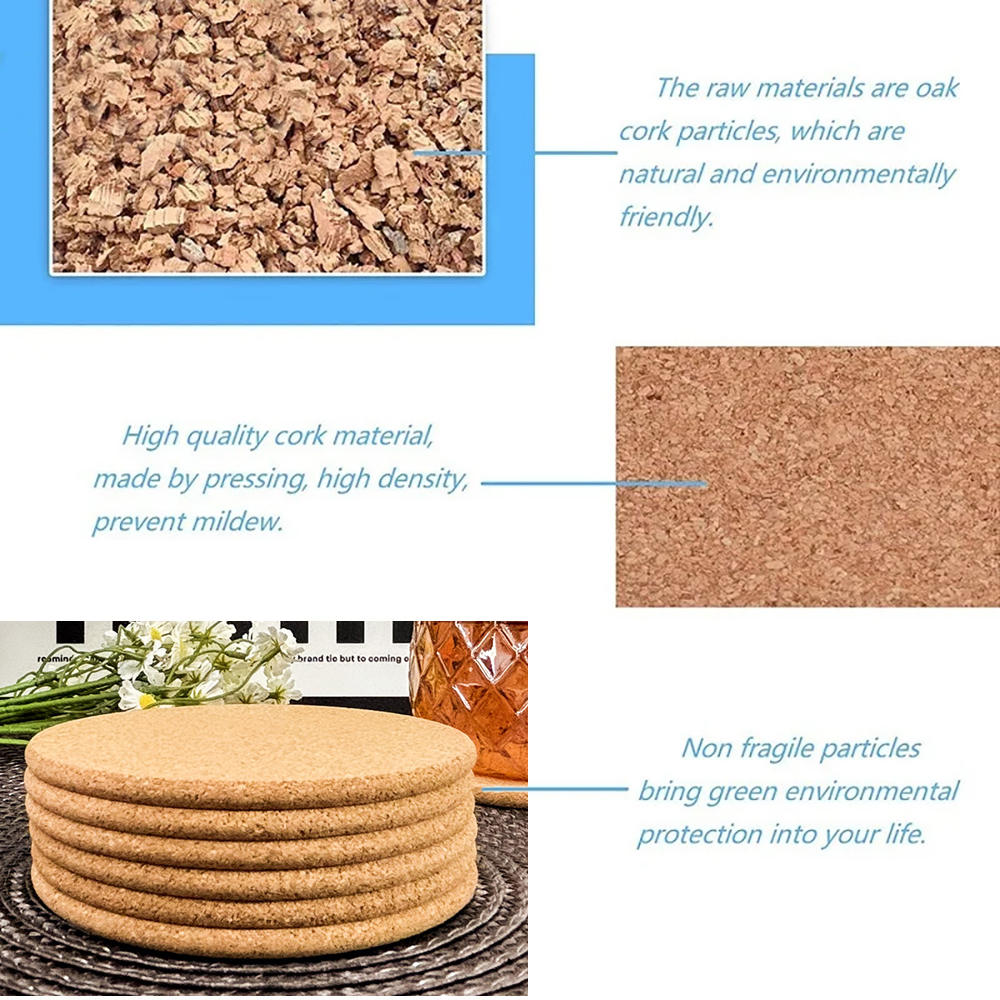 The raw materials are oak
cork particles, which are
natural and environmentally
friendly.
High quality cork material,
made by pressing, high density,
prevent mildew.
brand tie but to coming
Non fragile particles
bring green environmental
protection into your life.